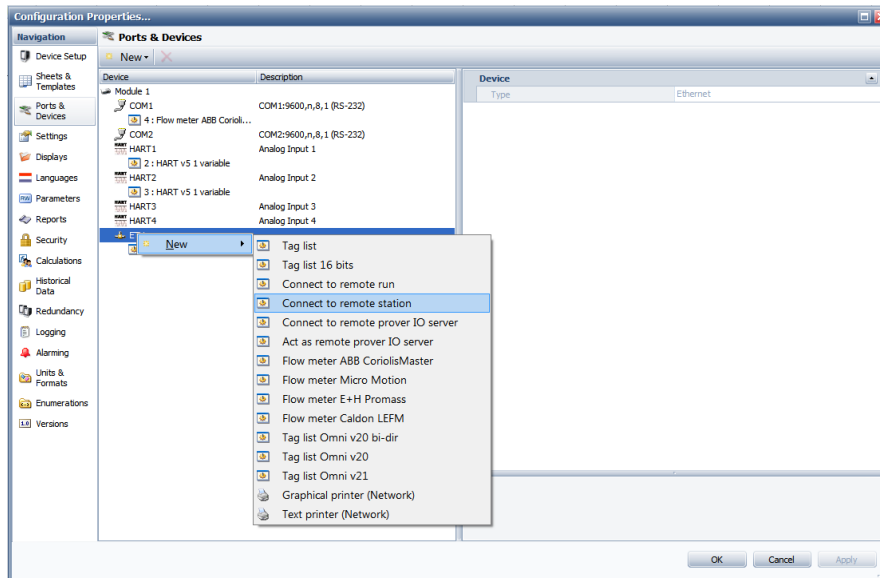 Configuration Properties...
Navigation
Device Setup
Sheets &
Templates
Ports &
Devices
Settings
Displays
Languages
Parameters
Reports
Security
Calculations
Historical
Data
Redundancy
Logging
Alarming
Units &
Formats
Enumerations
1.0 Versions
Ports & Devices
New
Device Description
Module 1
COM1 COM1:9600,n,8,1 (RS-232)
4 : Flow meter ABB Corioli...
COM2 COM2:9600,n,8,1 (RS-232)
HART HART1 Analog Input 1
2 : HART v5 1 variable
HART HART2 Analog Input 2
3 : HART v5 1 variable
HART HART3 Analog Input 3
HART HART4 Analog Input 4
New
Tag list
Tag list 16 bits
Connect to remote run
Connect to remote station
Connect to remote prover IO server
Act as remote prover IO server
Flow meter ABB CoriolisMaster
Flow meter Micro Motion
Flow meter E+H Promass
Flow meter Caldon LEFM
Tag list Omni v20 bi-dir
Tag list Omni v20
Tag list Omni v21
Graphical printer (Network)
Text printer (Network)
Device
Type Ethernet
OK Cancel Apply